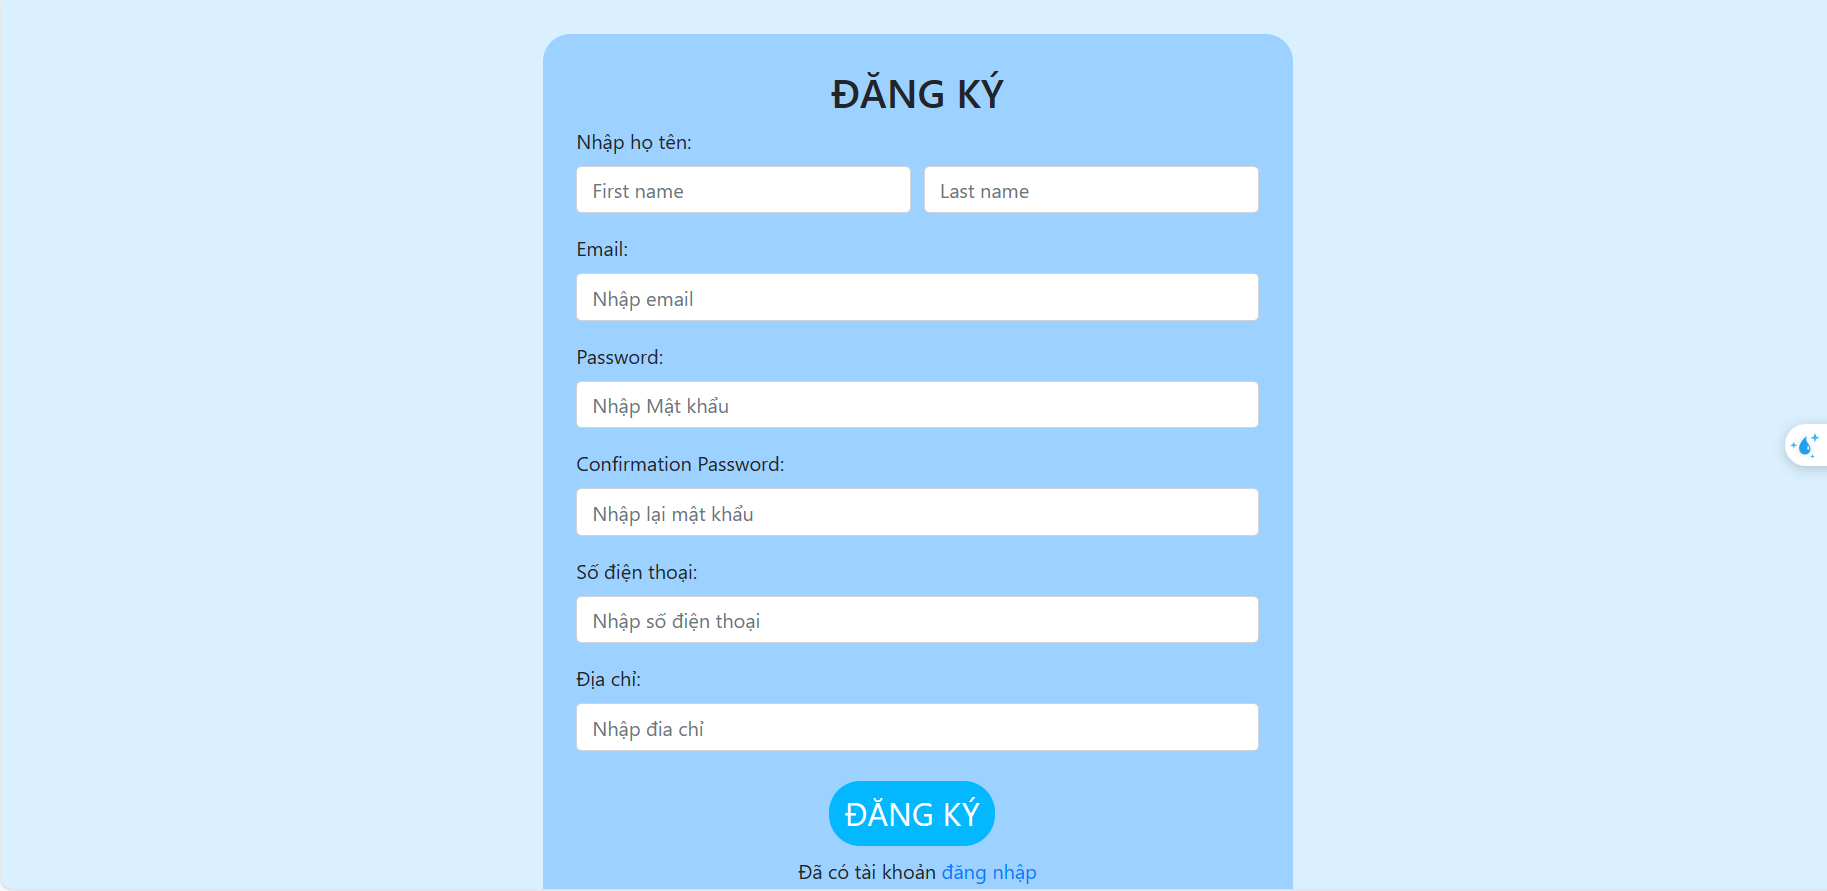 ĐĂNG KÝ
Nhập họ tên:
First name Last name
Email:
Nhập email
Password:
Nhập Mật khẩu
Confirmation Password:
Nhập lại mật khẩu
Số điện thoại:
Nhập số điện thoại
Địa chỉ:
Nhập đia chỉ
ĐĂNG KÝ
Đã có tài khoản đăng nhập